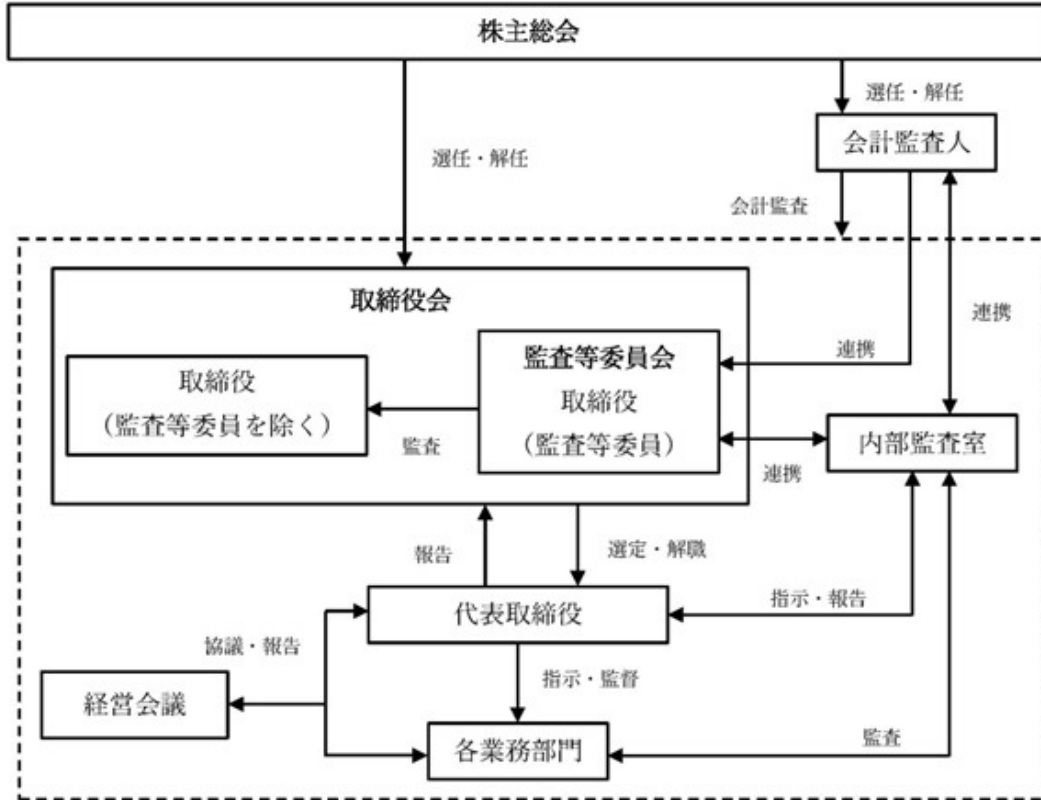 株主総会
選任・解任
会計監査人
選任・解任
会計監査
取締役会
連携
監査等委員会
連携
取締役
取締役
（監査等委員を除く）
（監査等委員）
内部監査室
監査
連携
報告
選定・解職
代表取締役
指示・報告
協議・報告
指示・監督
経営会議
各業務部門
監査